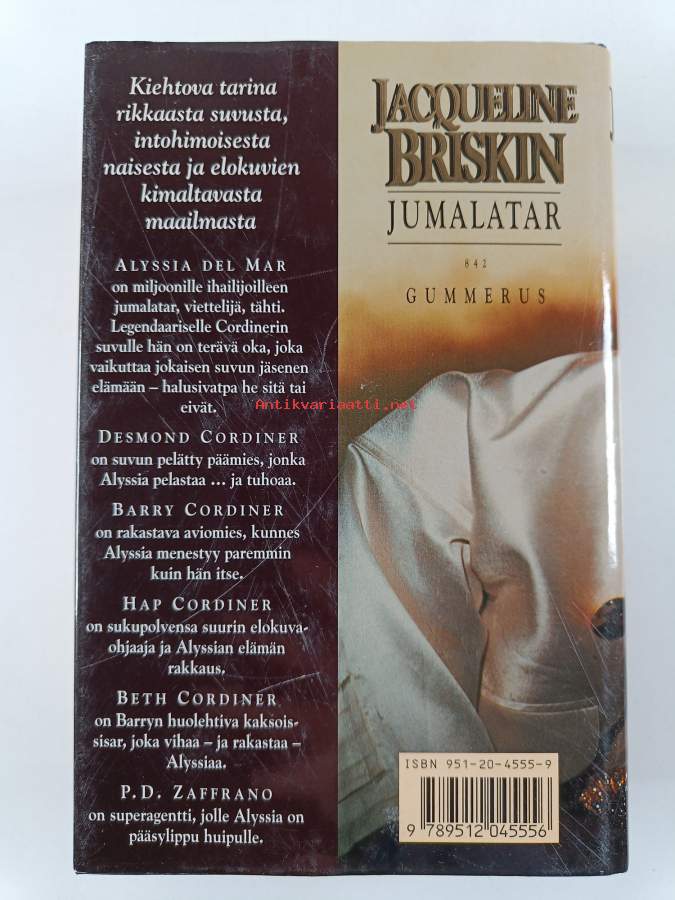 Kiehtova tarina
rikkaasta suvusta,
intohimoisesta
naisesta ja elokuvien
kimaltavasta
maailmasta
ALYSSIA DEL MAR
on miljoonille ihailijoilleen
jumalatar, viettelijä, tähti.
Legendaariselle Cordinerin
suvulle hän on terävä oka, joka
vaikuttaa jokaisen suvun jäsenen
elämään – halusivatpa he sitä tai
eivät.
DESMOND CORDINER
on suvun pelätty päämies, jonka
Alyssia pelastaa ... ja tuhoaa.
BARRY CORDINER
on rakastava aviomies, kunnes
Alyssia menestyy paremmin
kuin hän itse.
HAP CORDINER
on sukupolvensa suurin elokuva-
ohjaaja ja Alyssian elämän
rakkaus.
BETH CORDINER
on Barryn huolehtiva kaksois-
sisar, joka vihaa – ja rakastaa –
Alyssiaa.
P.D. ZAFFRANO
on superagentti, jolle Alyssia on
pääsylippu huipulle.
JACQUELINE
BRISKIN
JUMALATAR
842
GUMMERUS
Antikvariaatti.net
ISBN 951-20-4555-9
9 789512 045556